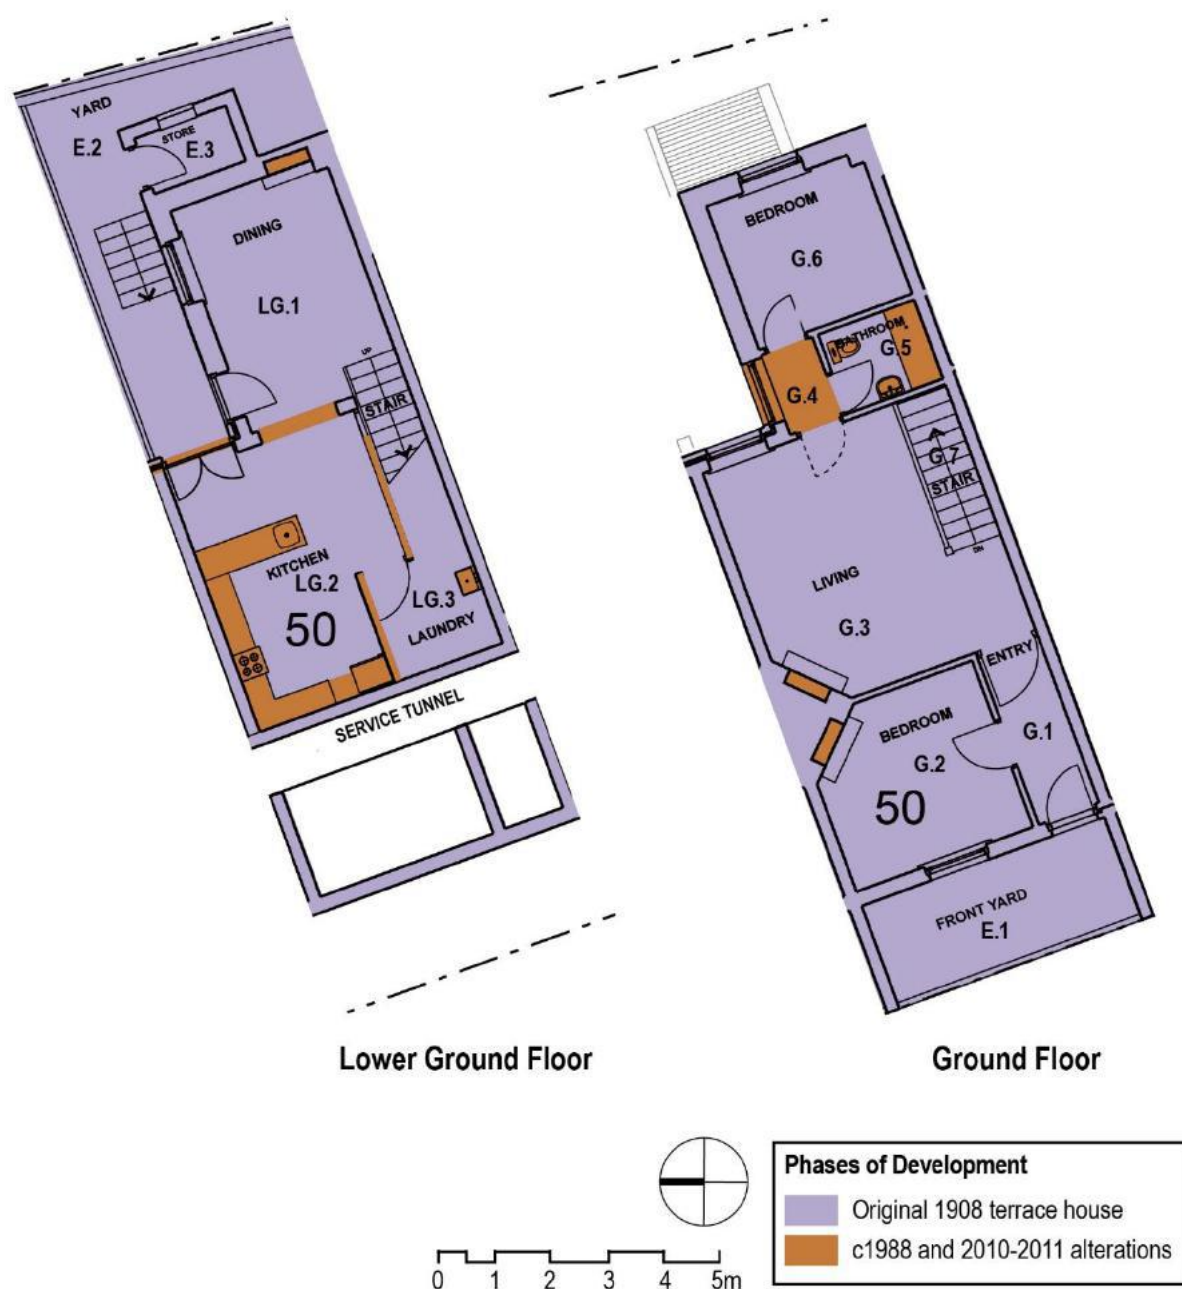 YARD
E.2
STORE
E.3
DINING
LG.1
UP
STAIR
KITCHEN
LG.2
50
LG.3
LAUNDRY
SERVICE TUNNEL
Lower Ground Floor
BEDROOM
G.6
BATHROOM
G.5
G.4
G.7
STAIR
DN
LIVING
G.3
ENTRY
BEDROOM
G.2
G.1
50
FRONT YARD
E.1
Ground Floor
Phases of Development
Original 1908 terrace house
c1988 and 2010-2011 alterations
0 1 2 3 4 5m